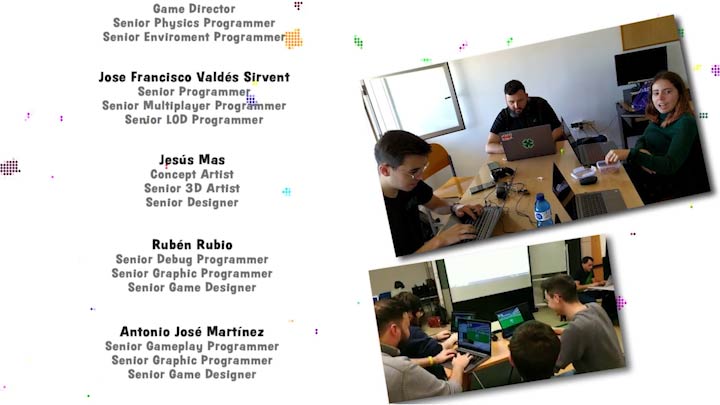 Game Director
Senior Physics Programmer
Senior Enviroment Programmer
Jose Francisco Valdés Sirvent
Senior Programmer
Senior Multiplayer Programmer
Senior LOD Programmer
Jesús Mas
Concept Artist
Senior 3D Artist
Senior Designer
Rubén Rubio
Senior Debug Programmer
Senior Graphic Programmer
Senior Game Designer
Antonio José Martínez
Senior Gameplay Programmer
Senior Graphic Programmer
Senior Game Designer